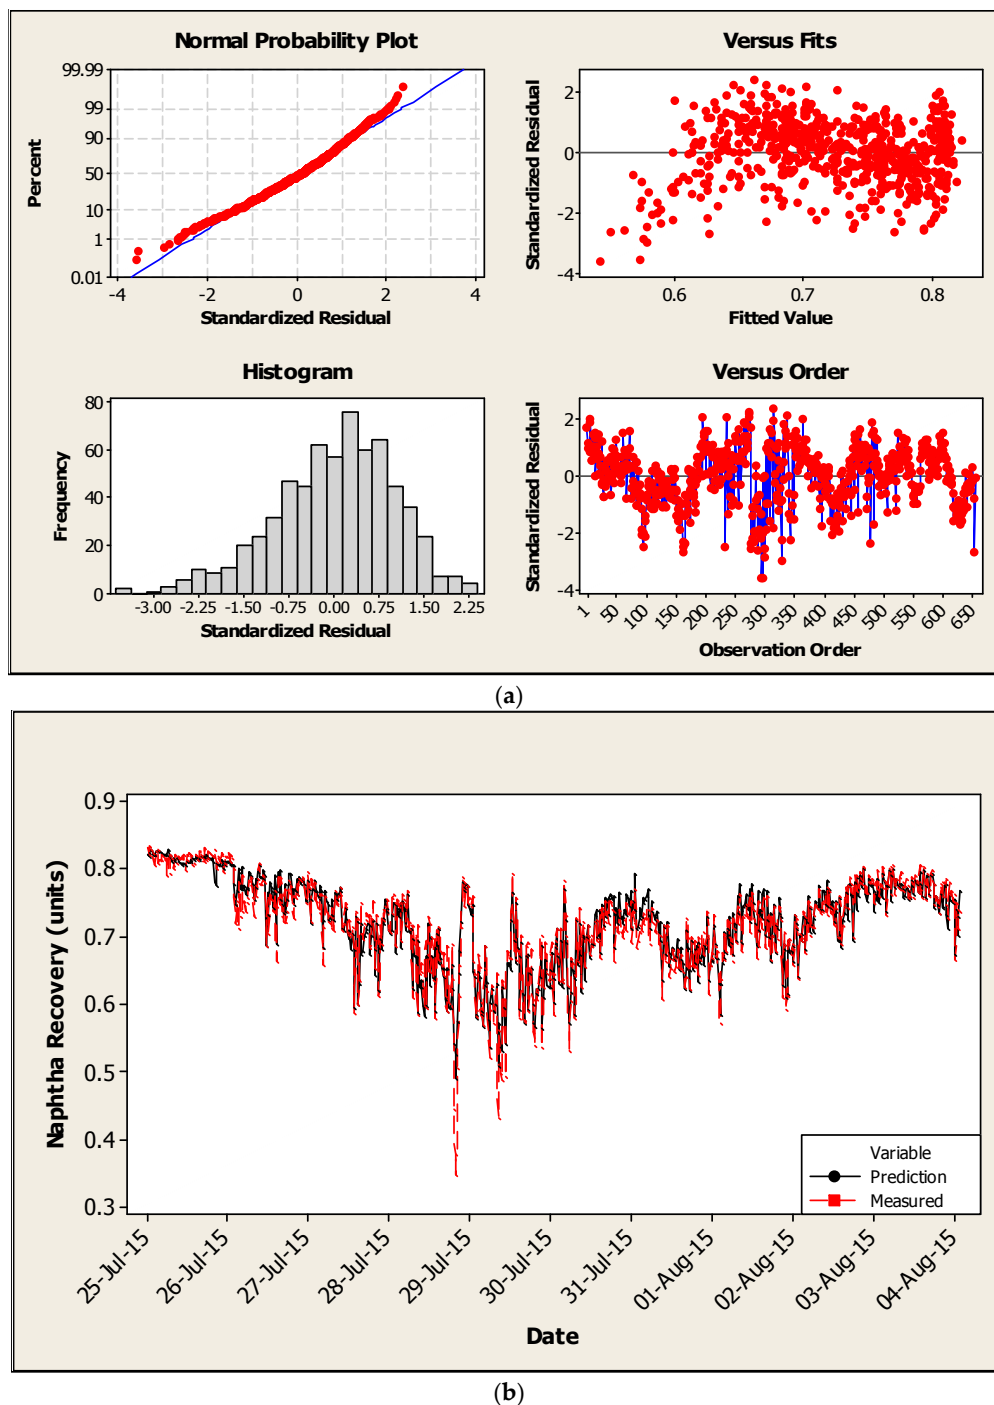 Normal Probability Plot
99.99
99
90
50
10
1
0.01
Percent
-4 -2 0 2 4
Standardized Residual
Versus Fits
2
0
-2
-4
Standardized Residual
0.6 0.7 0.8
Fitted Value
Histogram
80
60
40
20
0
Frequency
-3.00 -2.25 -1.50 -0.75 0.00 0.75 1.50 2.25
Standardized Residual
Versus Order
2
0
-2
-4
Standardized Residual
1 50 100 150 200 250 300 350 400 450 500 550 600 650
Observation Order
(a)
0.9
0.8
0.7
0.6
0.5
0.4
0.3
Naphtha Recovery (units)
Variable
Prediction
Measured
25-Jul-15 26-Jul-15 27-Jul-15 28-Jul-15 29-Jul-15 30-Jul-15 31-Jul-15 01-Aug-15 02-Aug-15 03-Aug-15 04-Aug-15
Date
(b)